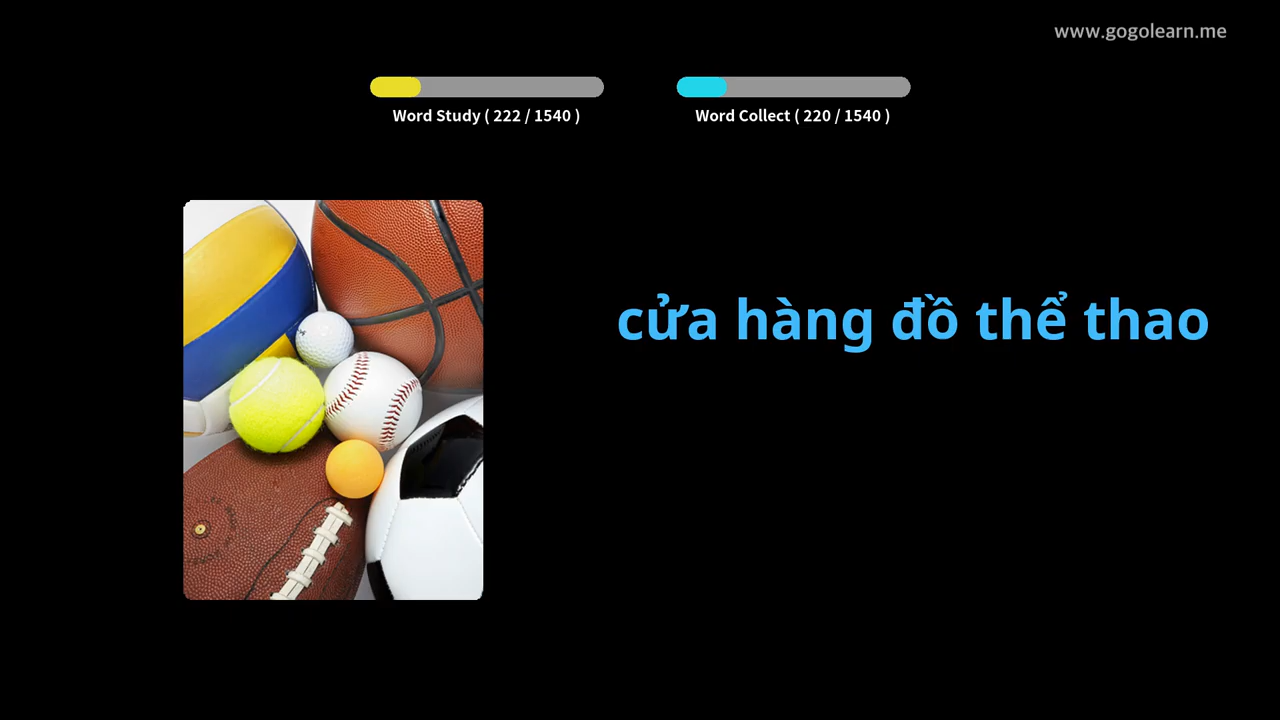 www.gogolearn.me
Word Study ( 222 / 1540 )
Word Collect ( 220 / 1540 )
cửa hàng đồ thể thao